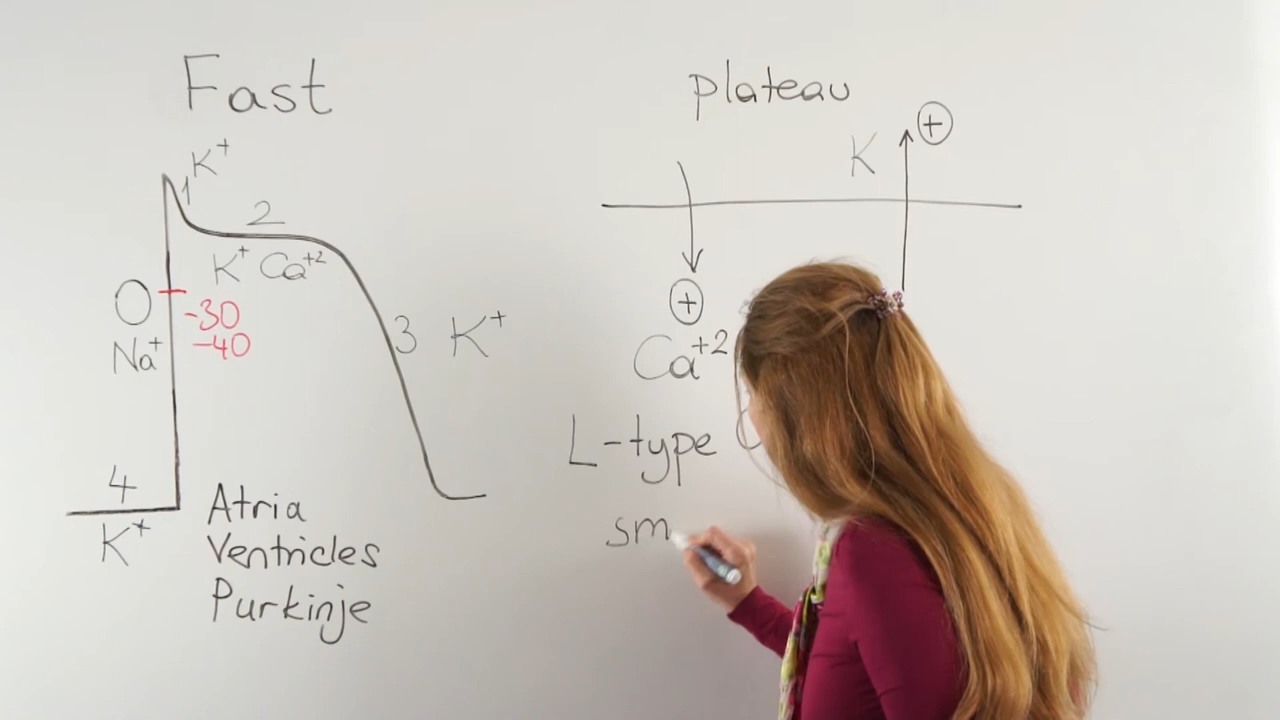 Fast
K+
1
2
K+ Ca+2
0
-30
-40
Na+
3 K+
4
K+
Atria
Ventricles
Purkinje
plateau
K +
+
Ca+2
L-type
sm